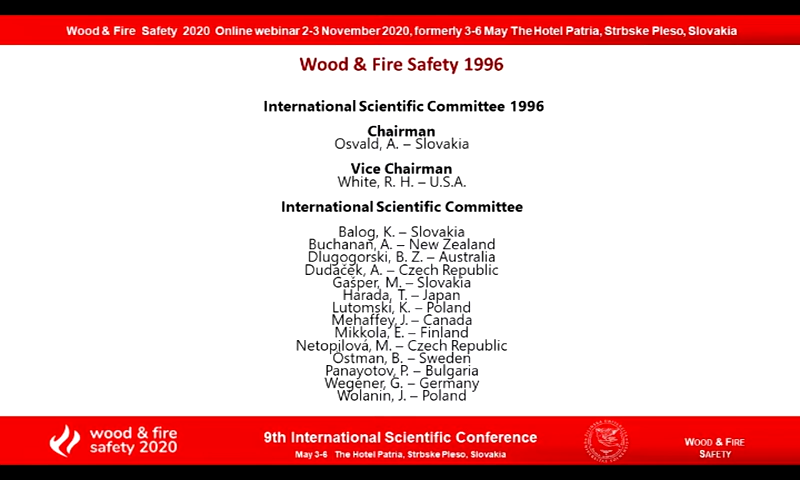 Wood & Fire Safety 2020 Online webinar 2-3 November 2020, formerly 3-6 May The Hotel Patria, Strbske Pleso, Slovakia
Wood & Fire Safety 1996
International Scientific Committee 1996
Chairman
Osvald, A. – Slovakia
Vice Chairman
White, R. H. – U.S.A.
International Scientific Committee
Balog, K. – Slovakia
Buchanan, A. – New Zealand
Dlugogorski, B. Z. – Australia
Dudáček, A. – Czech Republic
Gašper, M. – Slovakia
Harada, T. – Japan
Lutomski, K. – Poland
Mehaffey, J. – Canada
Mikkola, E. – Finland
Netopilová, M. – Czech Republic
Östman, B. – Sweden
Panayotov, P. – Bulgaria
Wegener, G. – Germany
Wolanin, J. – Poland
wood & fire
safety 2020
9th International Scientific Conference
May 3-6 The Hotel Patria, Strbske Pleso, Slovakia
WOOD & FIRE
SAFETY